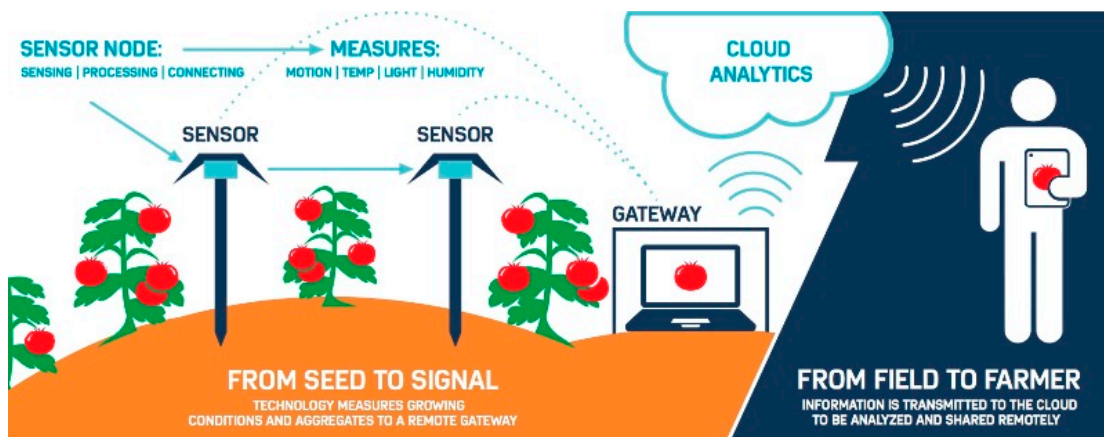 SENSOR NODE:
SENSING | PROCESSING | CONNECTING
MEASURES:
MOTION | TEMP | LIGHT | HUMIDITY
CLOUD
ANALYTICS
SENSOR
SENSOR
GATEWAY
FROM SEED TO SIGNAL
TECHNOLOGY MEASURES GROWING
CONDITIONS AND AGGREGATES TO A REMOTE GATEWAY
FROM FIELD TO FARMER
INFORMATION IS TRANSMITTED TO THE CLOUD
TO BE ANALYZED AND SHARED REMOTELY